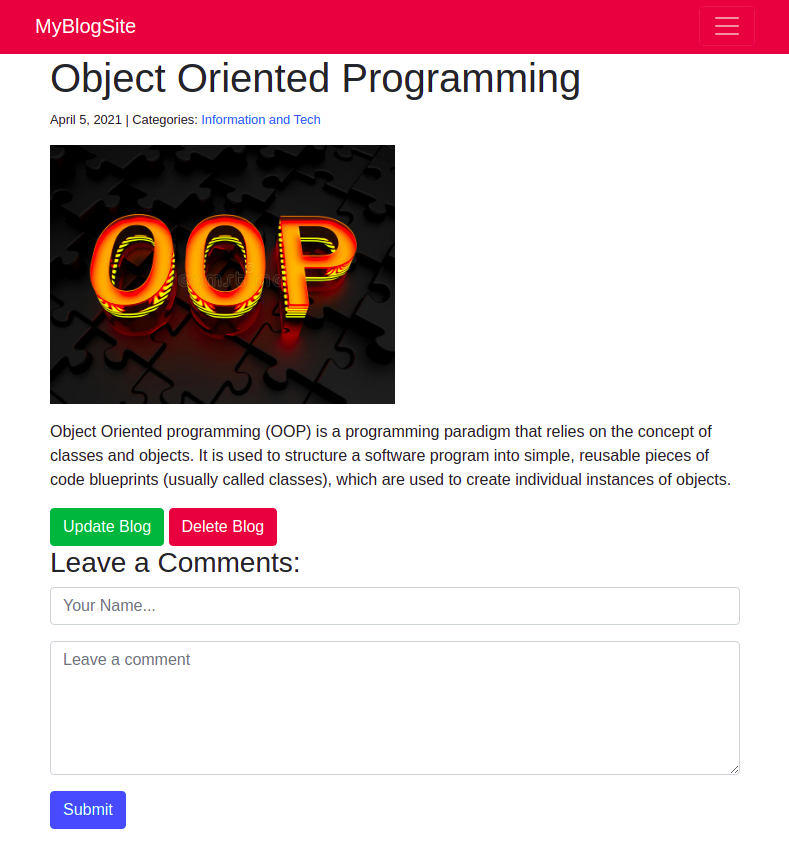 MyBlogSite
Object Oriented Programming
April 5, 2021 | Categories: Information and Tech
OOP
Object Oriented programming (OOP) is a programming paradigm that relies on the concept of
classes and objects. It is used to structure a software program into simple, reusable pieces of
code blueprints (usually called classes), which are used to create individual instances of objects.
Update Blog Delete Blog
Leave a Comments:
Your Name...
Leave a comment
Submit